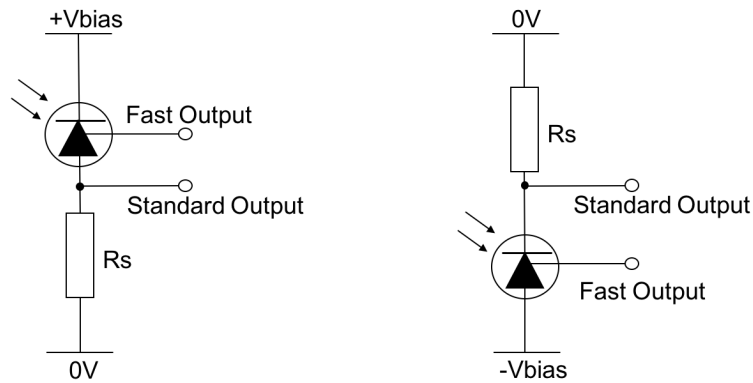 +Vbias
Fast Output
Standard Output
Rs
0V
0V
Rs
Standard Output
Fast Output
-Vbias